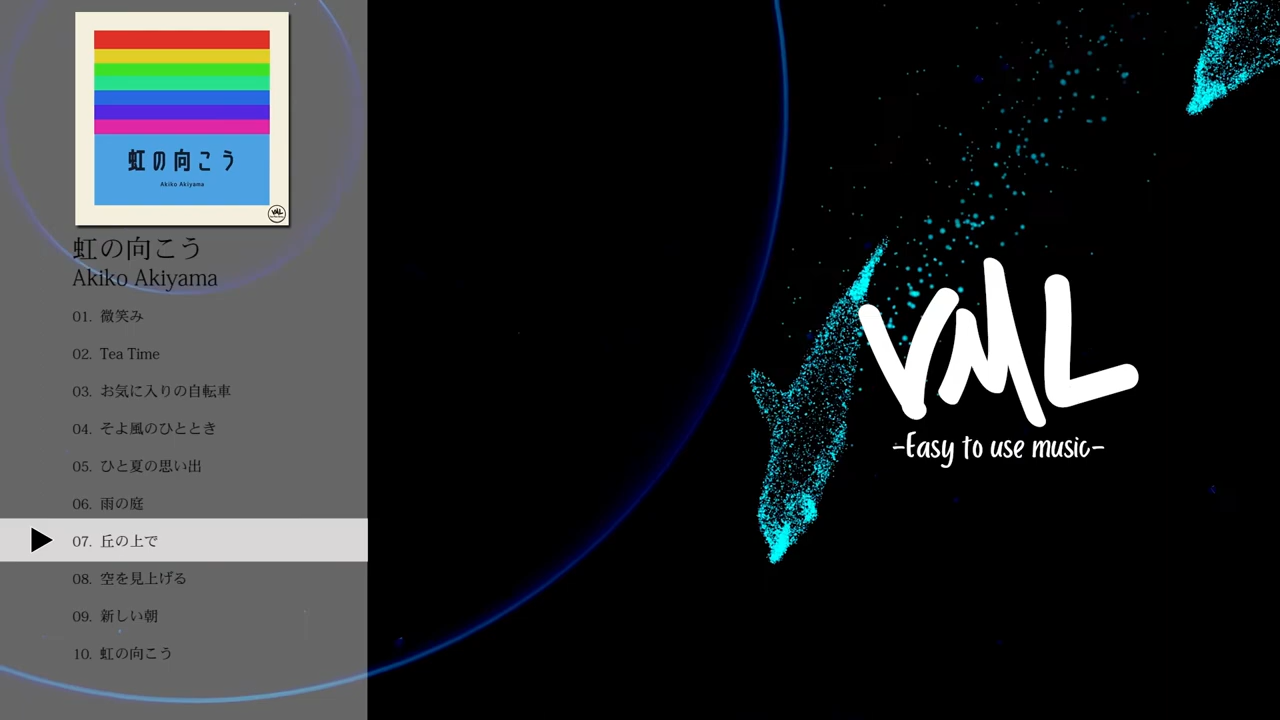 虹の向こう
Akiko Akiyama
VML
虹の向こう
Akiko Akiyama
01. 微笑み
02. Tea Time
03. お気に入りの自転車
04. そよ風のひととき
05. ひと夏の思い出
06. 雨の庭
07. 丘の上で
08. 空を見上げる
09. 新しい朝
10. 虹の向こう
VML
-Easy to use music-